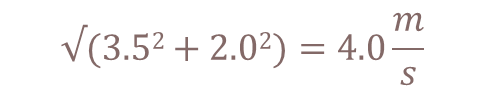 √(3.5² + 2.0²) = 4.0 m/s